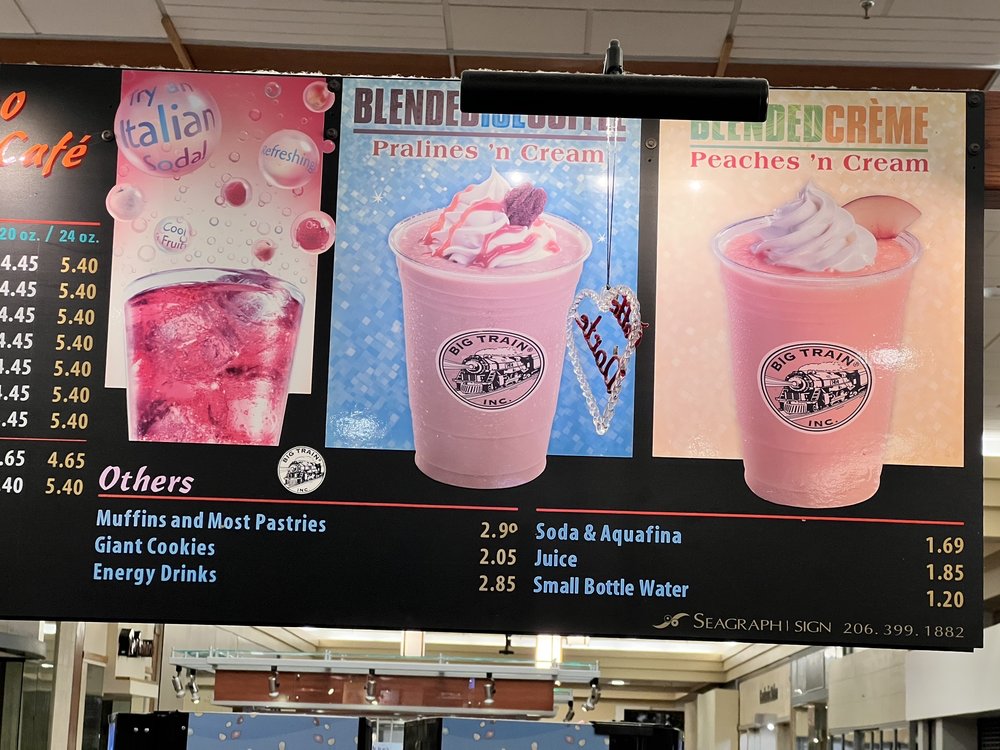 o
Café
20 oz. / 24 oz.
4.45 5.40
4.45 5.40
4.45 5.40
4.45 5.40
4.45 5.40
4.45 5.40
.45 5.40
.65 4.65
.40 5.40
Try an
Italian
Soda!
Refreshing
Cool
Fruit
BLENDED ICE COFFEE
Pralines 'n Cream
BIG TRAIN
INC.
BLENDED CRÈME
Peaches 'n Cream
BIG TRAIN
INC.
BIG TRAIN
INC.
Others
Muffins and Most Pastries 2.9º
Giant Cookies 2.05
Energy Drinks 2.85
Soda & Aquafina 1.69
Juice 1.85
Small Bottle Water 1.20
SEAGRAPH | SIGN 206.399.1882